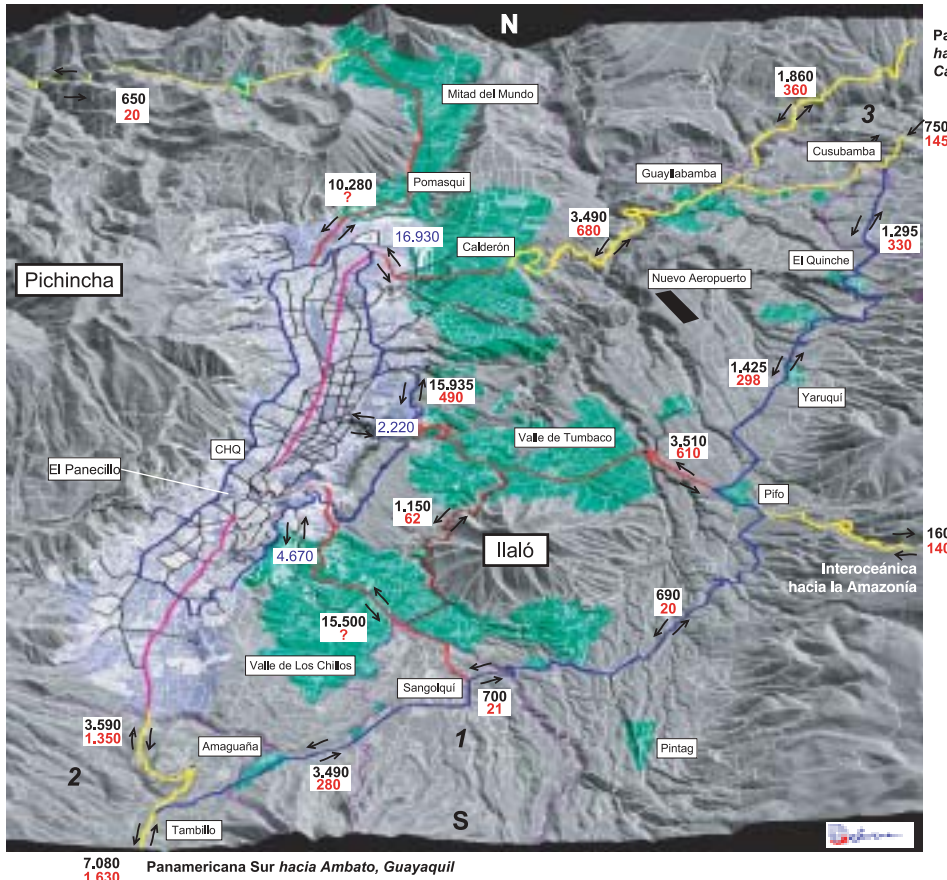 N
Pa
ha
Ca
1.860
360
650
20
Mitad del Mundo
3
750
145
Cusubamba
Guayllabamba
Pomasqui
10.280
?
3.490
680
16.930
Calderón
1.295
330
El Quinche
Pichincha
Nuevo Aeropuerto
1.425
298
15.935
490
Yaruquí
2.220
Valle de Tumbaco
3.510
610
CHQ
El Panecillo
Pifo
1.150
62
160
140
Ilaló
4.670
Interoceánica
hacia la Amazonía
690
20
15.500
?
Valle de Los Chillos
Sangolquí
700
21
3.590
1.350
1
Amaguaña
Pintag
2
3.490
280
S
Tambillo
7.080
1.630
Panamericana Sur hacia Ambato, Guayaquil